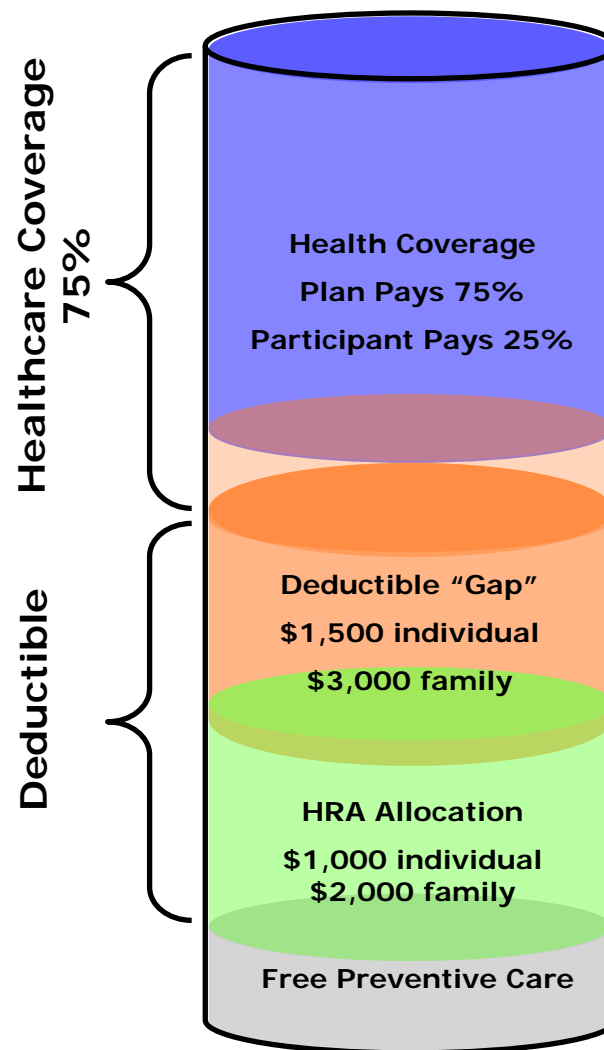 Healthcare Coverage
75%
Health Coverage
Plan Pays 75%
Participant Pays 25%
Deductible
Deductible “Gap”
$1,500 individual
$3,000 family
HRA Allocation
$1,000 individual
$2,000 family
Free Preventive Care